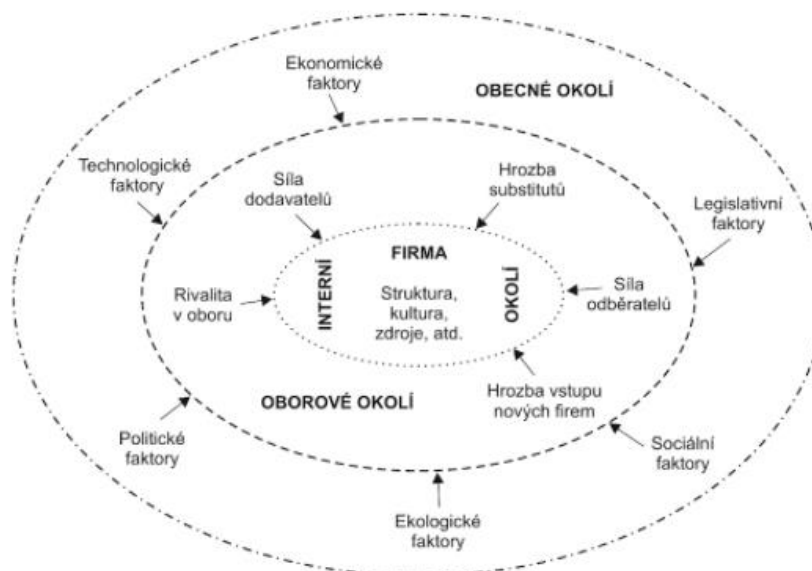 Ekonomické
faktory
OBECNÉ OKOLÍ
Technologické
faktory
Síla
dodavatelů
Hrozba
substitutů
Legislativní
faktory
FIRMA
INTERNÍ
OKOLÍ
Struktura,
kultura,
zdroje, atd.
Rivalita
v oboru
Síla
odběratelů
OBOROVÉ OKOLÍ
Hrozba vstupu
nových firem
Politické
faktory
Sociální
faktory
Ekologické
faktory